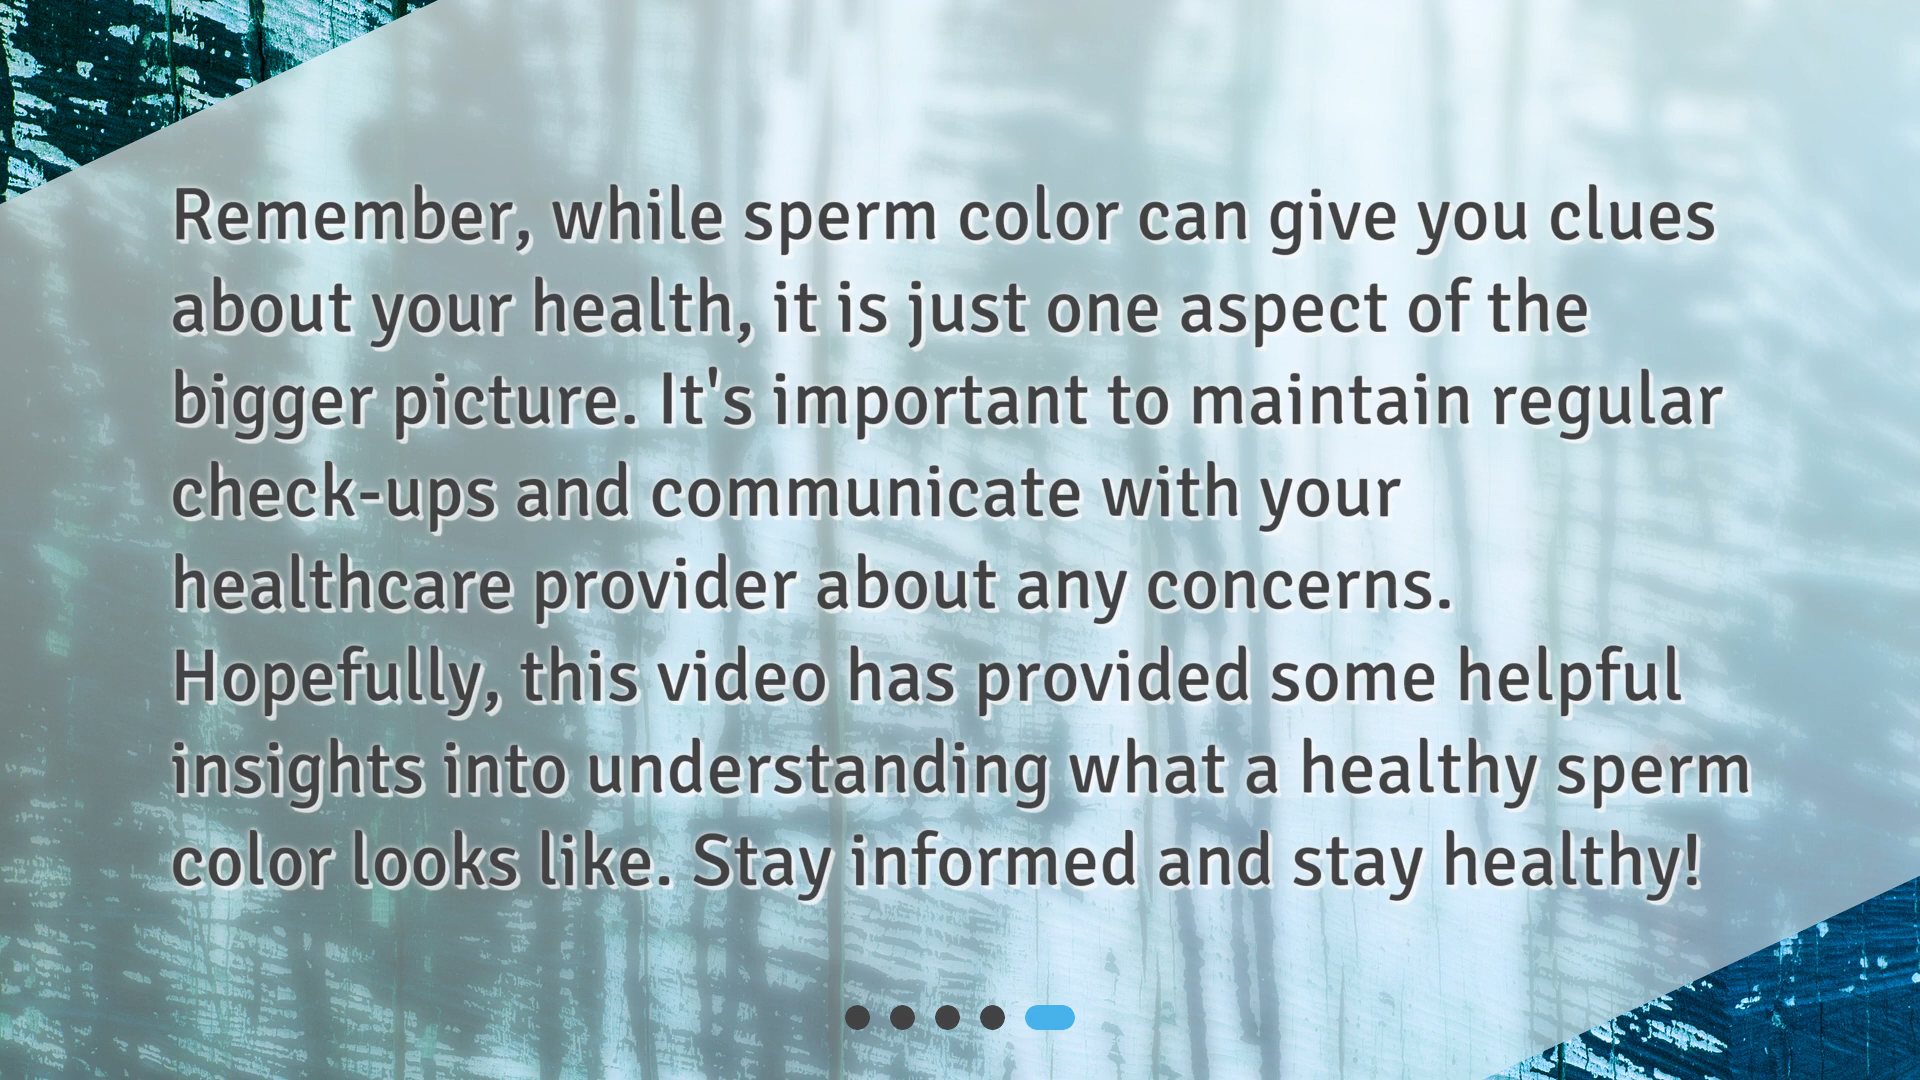 Remember, while sperm color can give you clues
about your health, it is just one aspect of the
bigger picture. It's important to maintain regular
check-ups and communicate with your
healthcare provider about any concerns.
Hopefully, this video has provided some helpful
insights into understanding what a healthy sperm
color looks like. Stay informed and stay healthy!